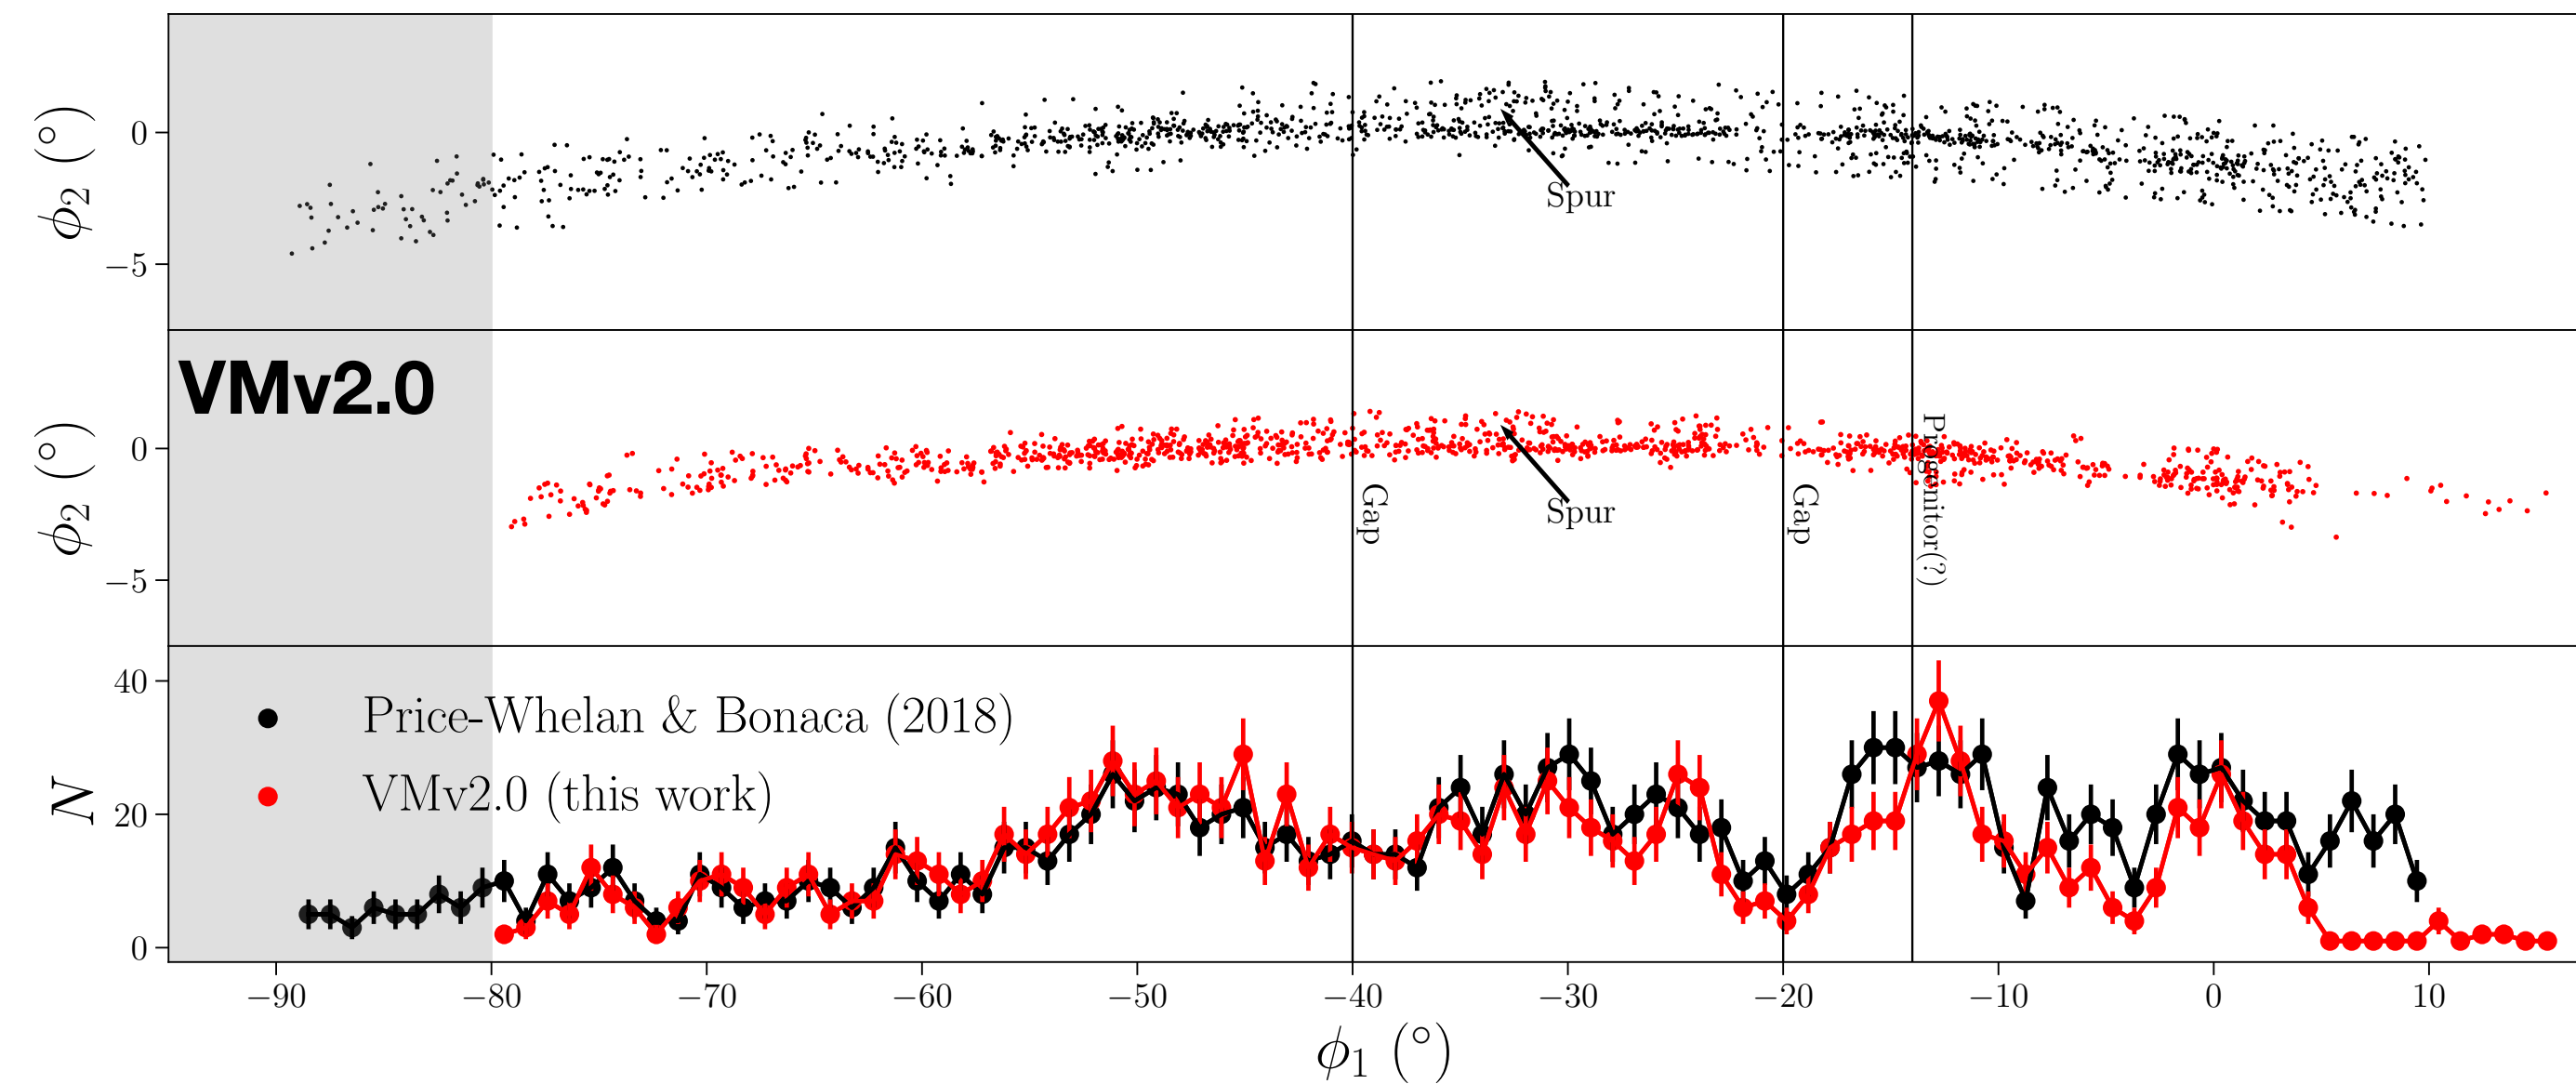 ϕ2 (°)
0
−5
Spur
VMv2.0
ϕ2 (°)
0
−5
Gap
Spur
Gap
Progenitor(?)
N
40
20
0
Price-Whelan & Bonaca (2018)
VMv2.0 (this work)
−90 −80 −70 −60 −50 −40 −30 −20 −10 0 10
ϕ1 (°)